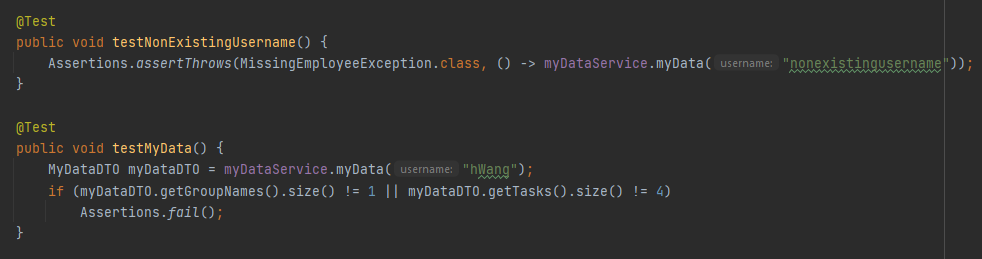 @Test
public void testNonExistingUsername() {
Assertions.assertThrows(MissingEmployeeException.class, () -> myDataService.myData( username: "nonexistingusername"));
}
@Test
public void testMyData() {
MyDataDTO myDataDTO = myDataService.myData( username: "hWang");
if (myDataDTO.getGroupNames().size() != 1 || myDataDTO.getTasks().size() != 4)
Assertions.fail();
}